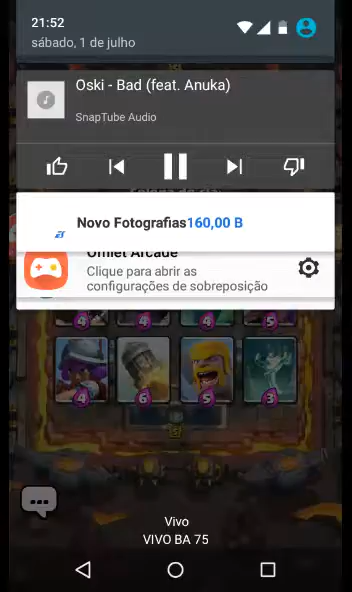 21:52
sábado, 1 de julho
Oski - Bad (feat. Anuka)
SnapTube Audio
Novo Fotografias160,00 B
Omlet Arcade
Clique para abrir as
configurações de sobreposição
4
4
4
5
4
6
5
3
Vivo
VIVO BA 75